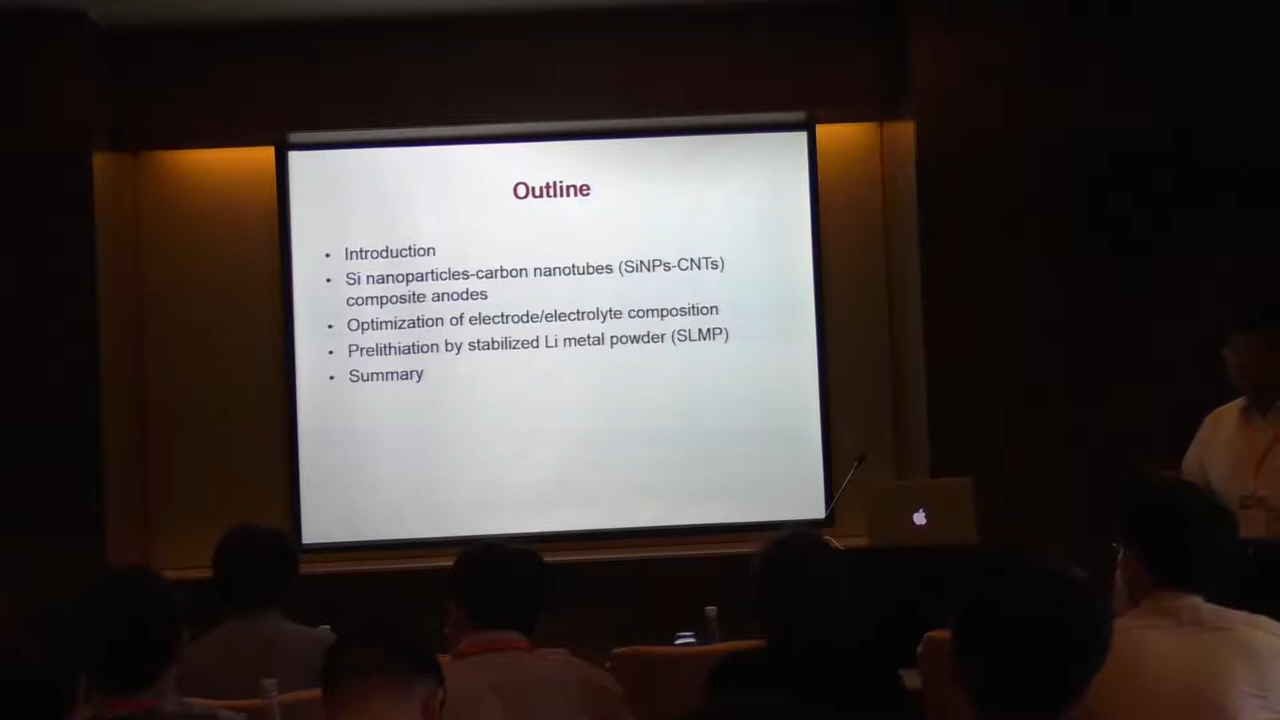 Outline
• Introduction
• Si nanoparticles-carbon nanotubes (SiNPs-CNTs)
composite anodes
• Optimization of electrode/electrolyte composition
• Prelithiation by stabilized Li metal powder (SLMP)
• Summary